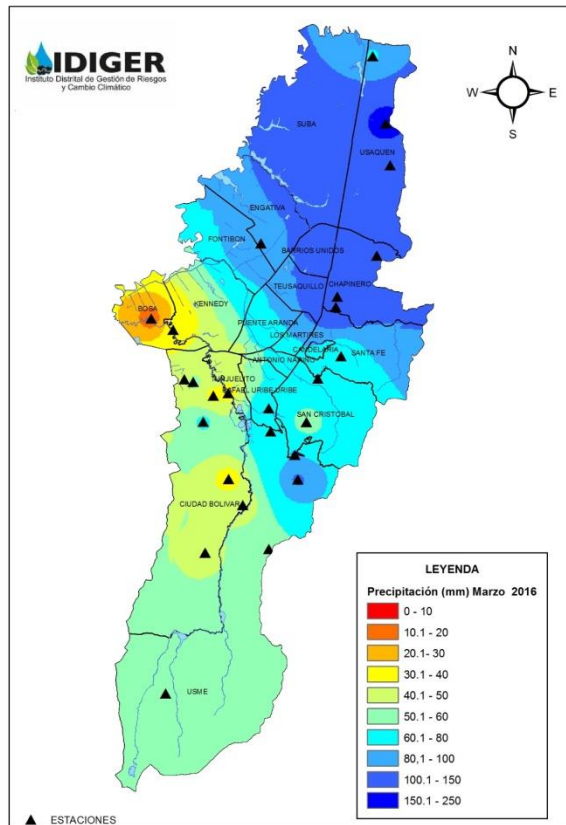 IDIGER
Instituto Distrital de Gestión de Riesgos
y Cambio Climático
N
W
E
S
SUBA
USAQUEN
ENGATIVA
FONTIBON
BARRIOS UNIDOS
TEUSAQUILLO
CHAPINERO
BOSA
KENNEDY
PUENTE ARANDA
LOS MARTIRES
CANDELARIA
SANTA FE
ANTONIO NARIÑO
RAFAEL URIBE URIBE
SAN CRISTOBAL
CIUDAD BOLIVAR
USME
LEYENDA
Precipitación (mm) Marzo 2016
0 - 10
10.1 - 20
20.1- 30
30.1 - 40
40.1 - 50
50.1 - 60
60.1 - 80
80,1 - 100
100.1 - 150
150.1 - 250
ESTACIONES